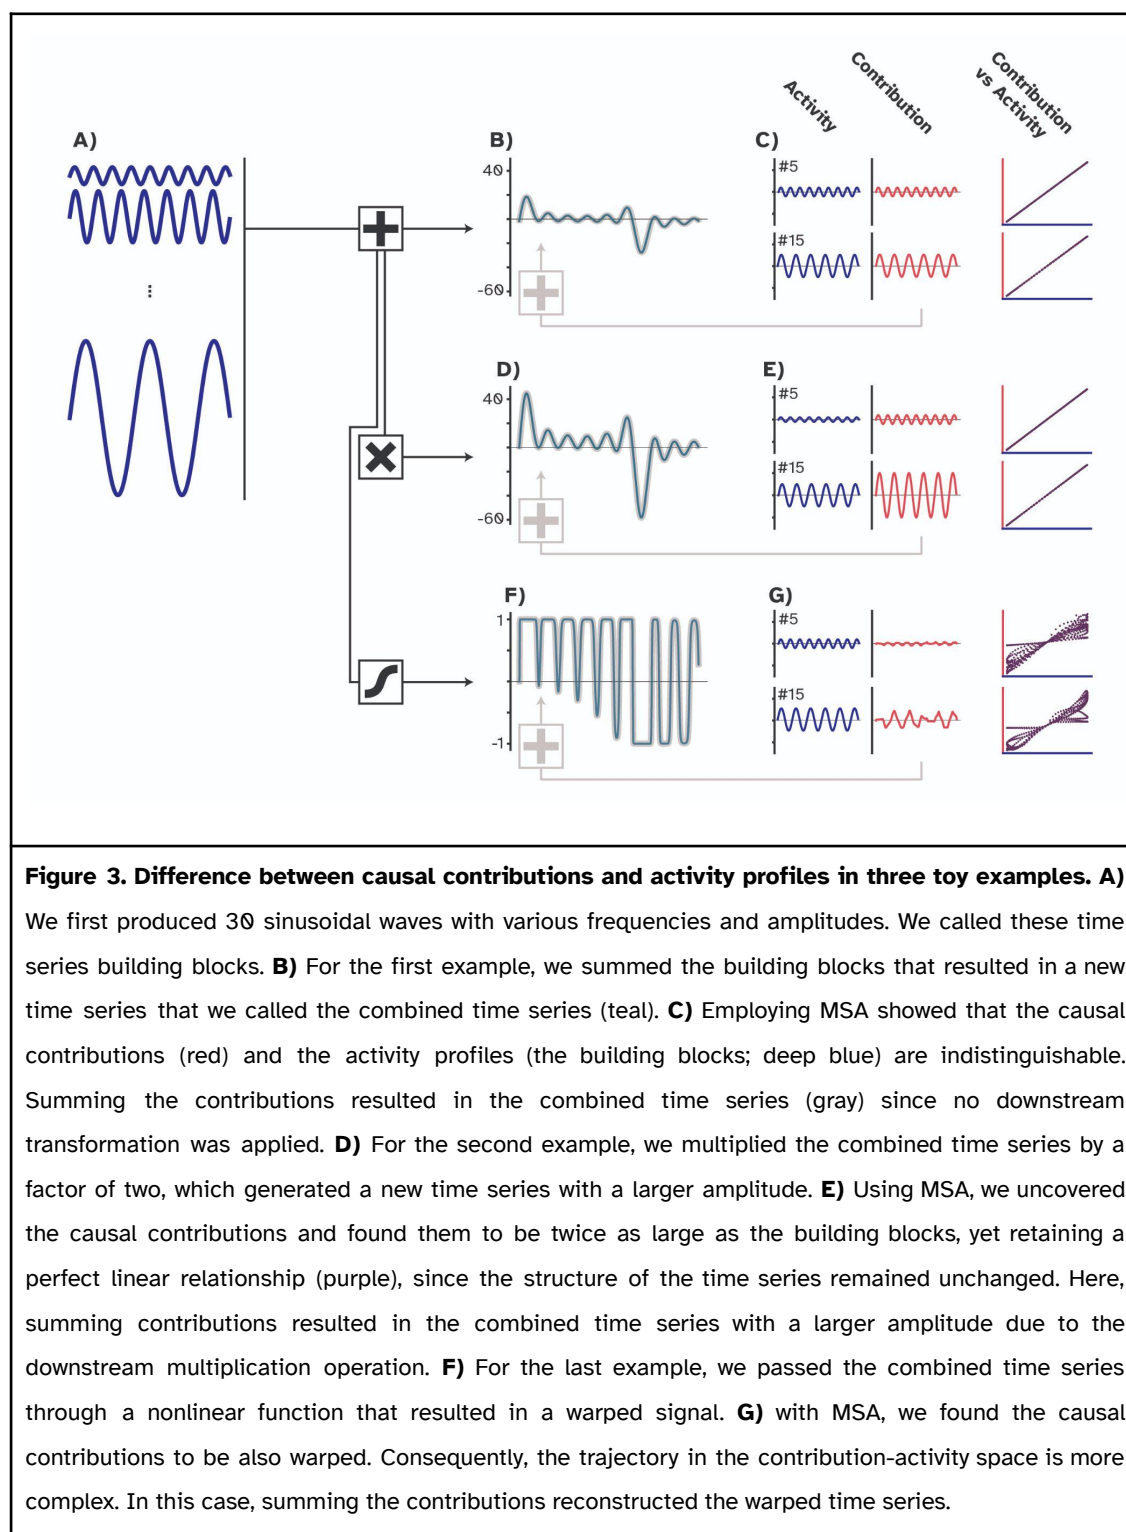 Activity
Contribution
Contribution
vs Activity
A)
B)
40
-60
C)
#5
#15
D)
40
-60
E)
#5
#15
F)
1
-1
G)
#5
#15
Figure 3. Difference between causal contributions and activity profiles in three toy examples. A)
We first produced 30 sinusoidal waves with various frequencies and amplitudes. We called these time
series building blocks. B) For the first example, we summed the building blocks that resulted in a new
time series that we called the combined time series (teal). C) Employing MSA showed that the causal
contributions (red) and the activity profiles (the building blocks; deep blue) are indistinguishable.
Summing the contributions resulted in the combined time series (gray) since no downstream
transformation was applied. D) For the second example, we multiplied the combined time series by a
factor of two, which generated a new time series with a larger amplitude. E) Using MSA, we uncovered
the causal contributions and found them to be twice as large as the building blocks, yet retaining a
perfect linear relationship (purple), since the structure of the time series remained unchanged. Here,
summing contributions resulted in the combined time series with a larger amplitude due to the
downstream multiplication operation. F) For the last example, we passed the combined time series
through a nonlinear function that resulted in a warped signal. G) with MSA, we found the causal
contributions to be also warped. Consequently, the trajectory in the contribution-activity space is more
complex. In this case, summing the contributions reconstructed the warped time series.